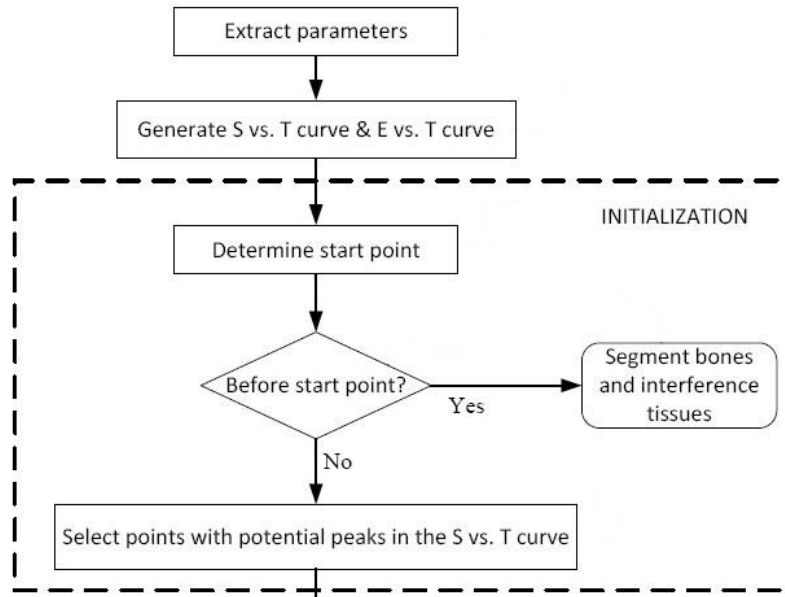 Extract parameters
Generate S vs. T curve & E vs. T curve
INITIALIZATION
Determine start point
Before start point?
Yes
Segment bones
and interference
tissues
No
Select points with potential peaks in the S vs. T curve